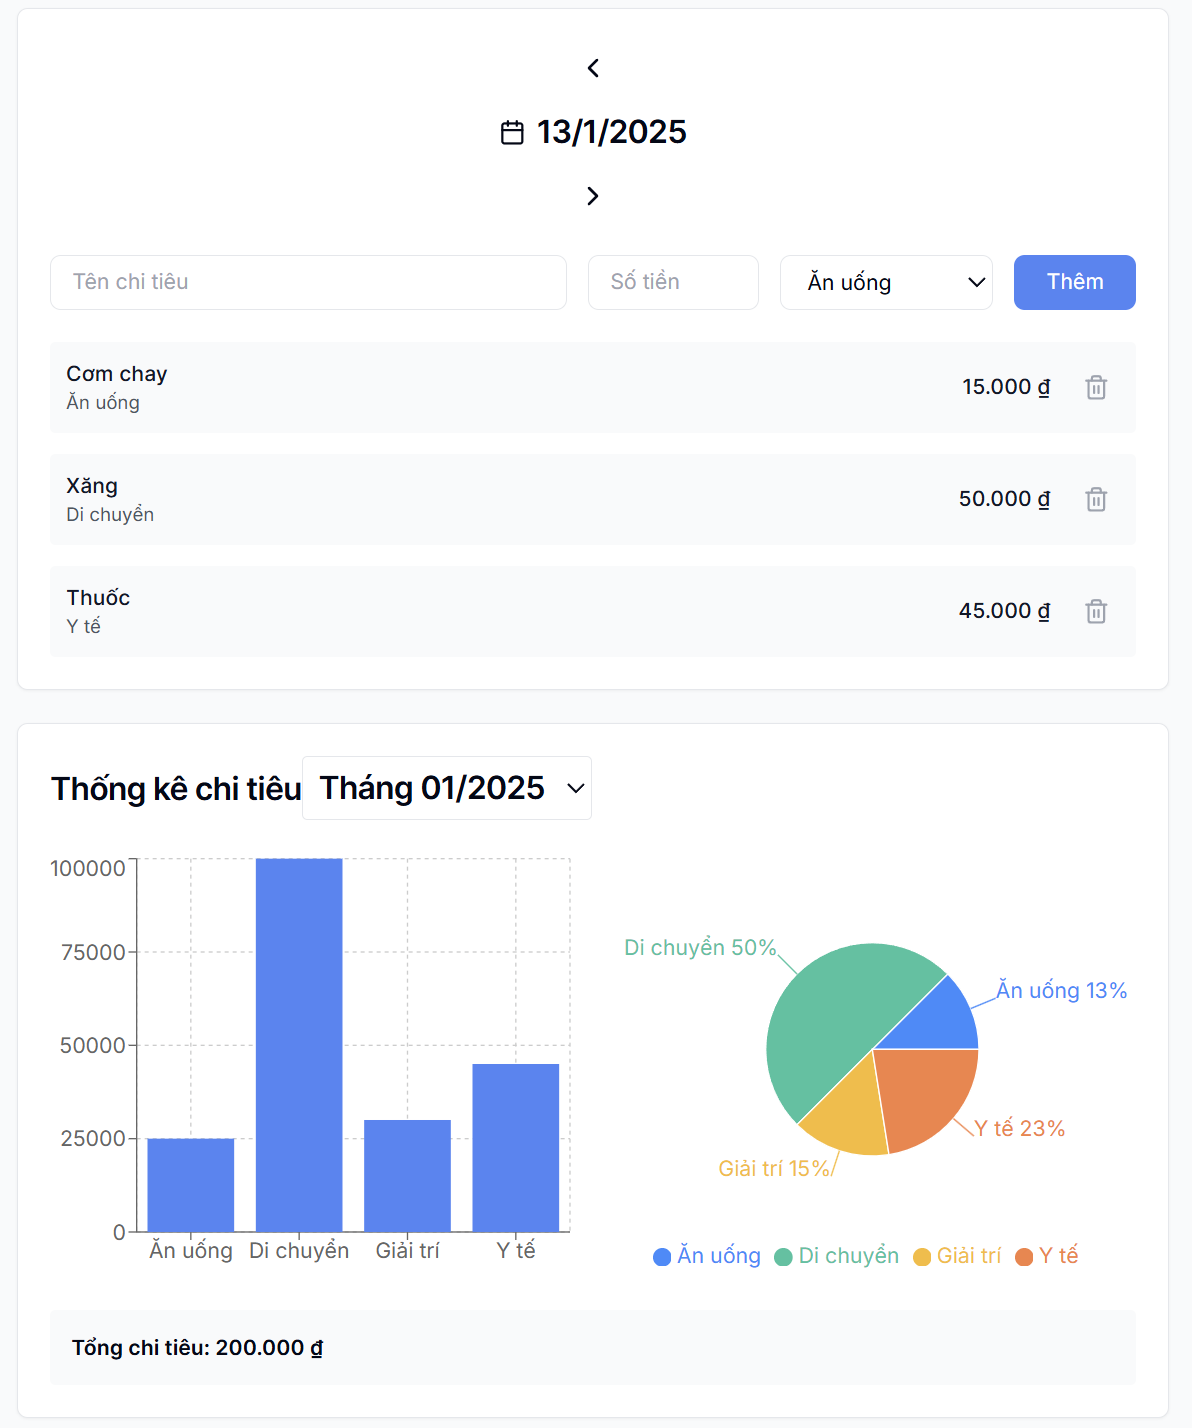 13/1/2025
Tên chi tiêu
Số tiền
Ăn uống
Thêm
Cơm chay
Ăn uống
15.000 ₫
Xăng
Di chuyển
50.000 ₫
Thuốc
Y tế
45.000 ₫
Thống kê chi tiêu
Tháng 01/2025
100000
75000
50000
25000
0
Ăn uống
Di chuyển
Giải trí
Y tế
Di chuyển 50%
Ăn uống 13%
Y tế 23%
Giải trí 15%
Ăn uống
Di chuyển
Giải trí
Y tế
Tổng chi tiêu: 200.000 ₫